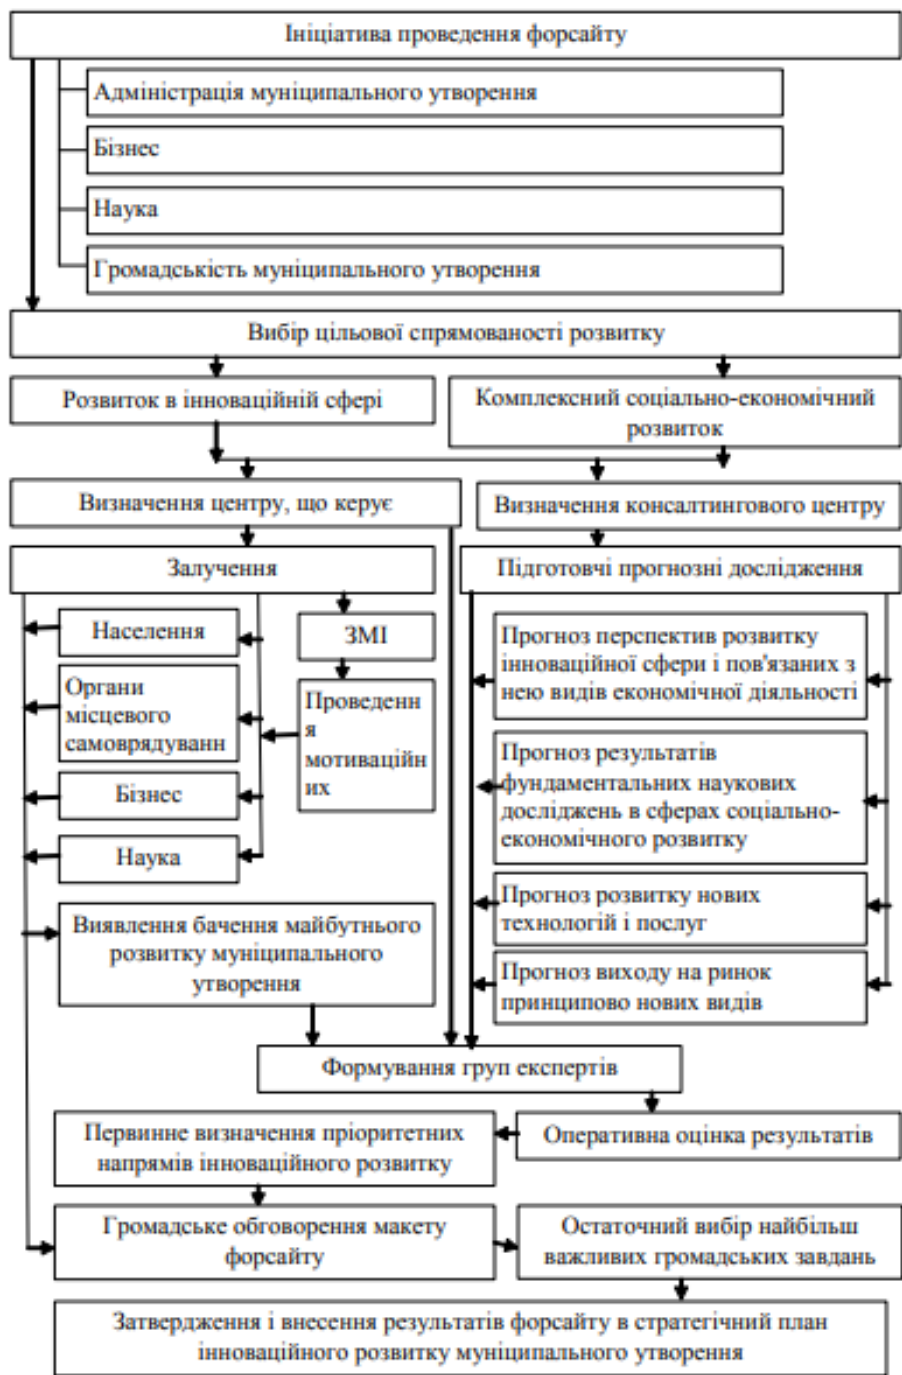 Ініціатива проведення форсайту
Адміністрація муніципального утворення
Бізнес
Наука
Громадськість муніципального утворення
Вибір цільової спрямованості розвитку
Розвиток в інноваційній сфері
Комплексний соціально-економічний
розвиток
Визначення центру, що керує
Визначення консалтингового центру
Залучення
Підготовчі прогнозні дослідження
Населення
Органи
місцевого
самоврядуванн
Бізнес
Наука
ЗМІ
Проведенн
я
мотиваційн
их
Прогноз перспектив розвитку
інноваційної сфери і пов'язаних з
нею видів економічної діяльності
Прогноз результатів
фундаментальних наукових
досліджень в сферах соціально-
економічного розвитку
Прогноз розвитку нових
технологій і послуг
Прогноз виходу на ринок
принципово нових видів
Виявлення бачення майбутнього
розвитку муніципального
утворення
Формування груп експертів
Первинне визначення пріоритетних
напрямів інноваційного розвитку
Оперативна оцінка результатів
Громадське обговорення макету
форсайту
Остаточний вибір найбільш
важливих громадських завдань
Затвердження і внесення результатів форсайту в стратегічний план
інноваційного розвитку муніципального утворення